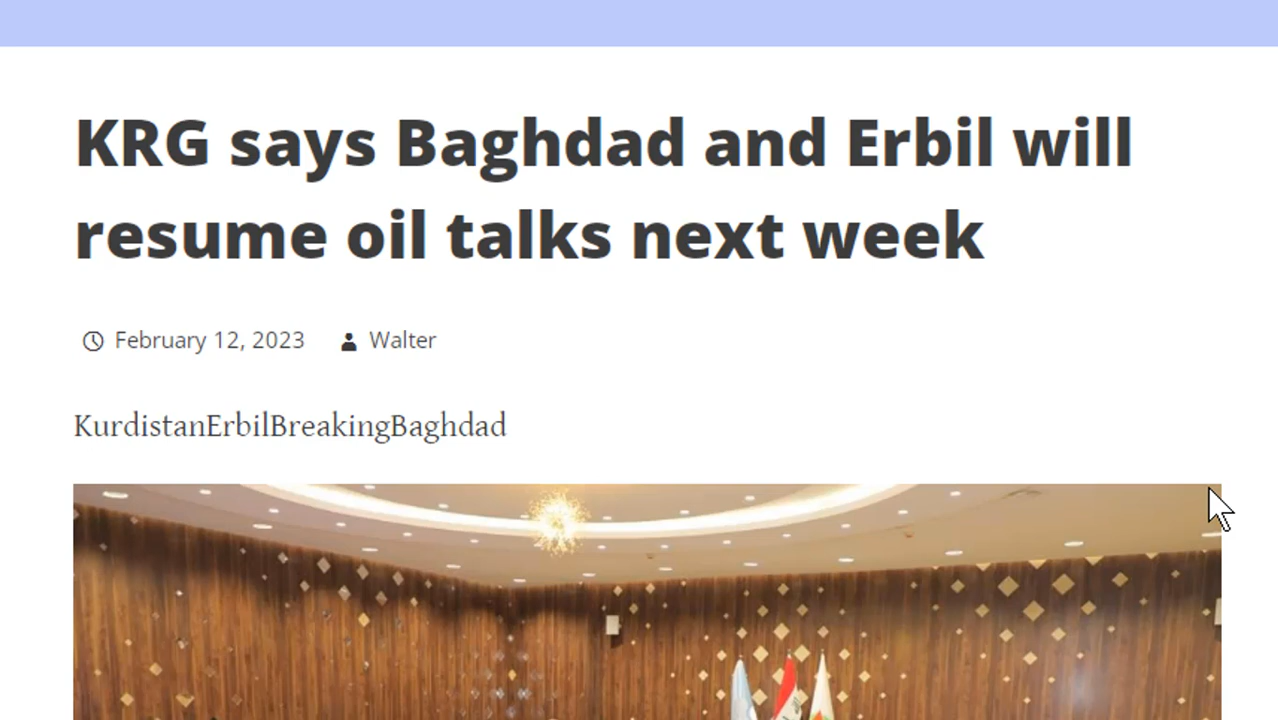 KRG says Baghdad and Erbil will
resume oil talks next week
February 12, 2023 Walter
KurdistanErbilBreakingBaghdad